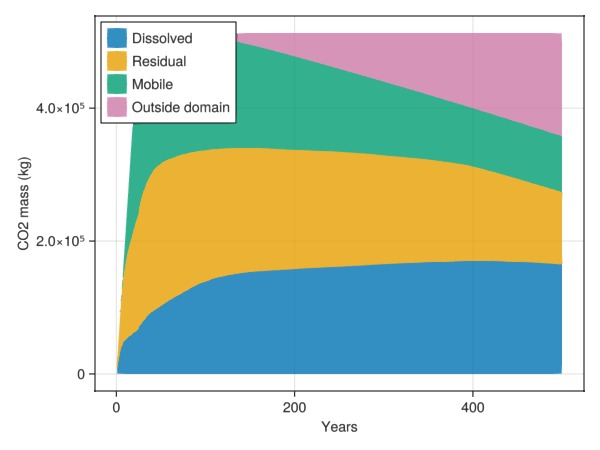 Dissolved
Residual
Mobile
Outside domain
4.0×10⁵
2.0×10⁵
0
CO2 mass (kg)
0 200 400
Years